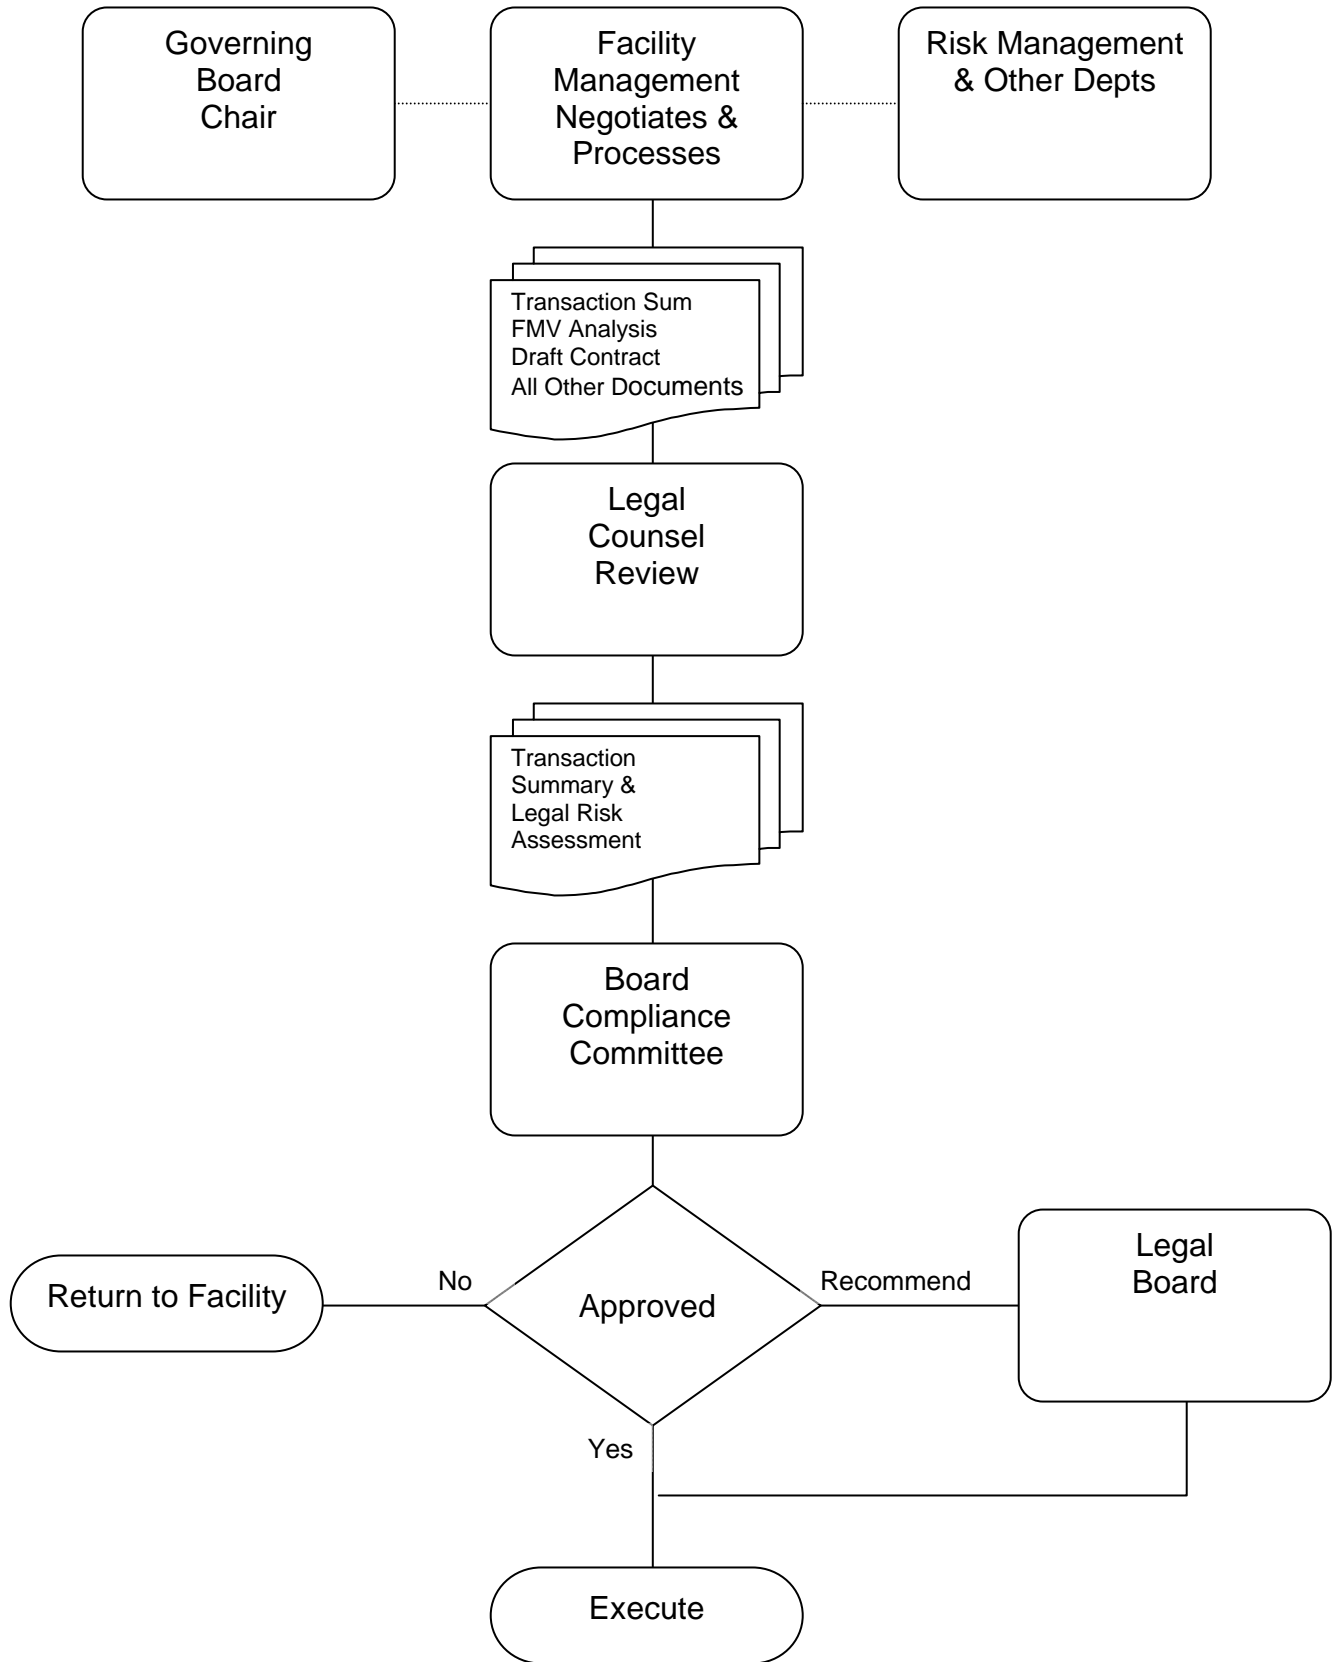 Governing
Board
Chair
Facility
Management
Negotiates &
Processes
Risk Management
& Other Depts
Transaction Sum
FMV Analysis
Draft Contract
All Other Documents
Legal
Counsel
Review
Transaction
Summary &
Legal Risk
Assessment
Board
Compliance
Committee
Return to Facility
No
Approved
Recommend
Legal
Board
Yes
Execute